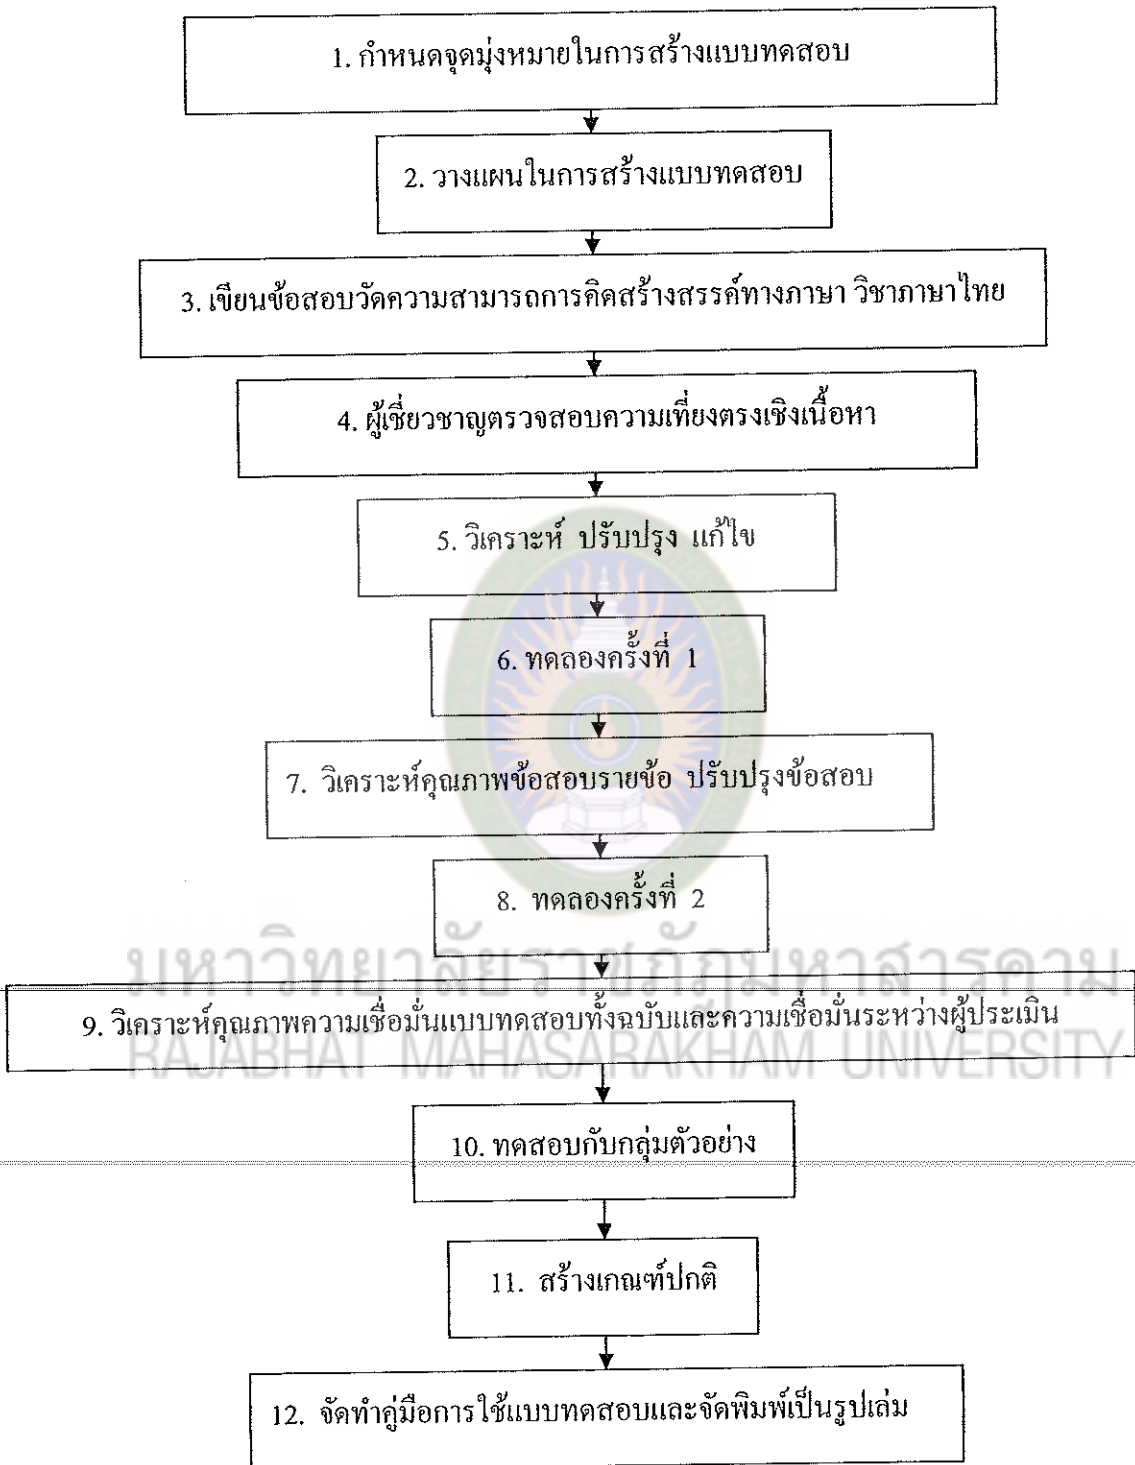 1. กำหนดจุดมุ่งหมายในการสร้างแบบทดสอบ
2. วางแผนในการสร้างแบบทดสอบ
3. เขียนข้อสอบวัดความสามารถการคิดสร้างสรรค์ทางภาษา วิชาภาษาไทย
4. ผู้เชี่ยวชาญตรวจสอบความเที่ยงตรงเชิงเนื้อหา
5. วิเคราะห์ ปรับปรุง แก้ไข
6. ทดลองครั้งที่ 1
7. วิเคราะห์คุณภาพข้อสอบรายข้อ ปรับปรุงข้อสอบ
8. ทดลองครั้งที่ 2
มหาวิทยาลัยราชภัฏมหาสารคาม
9. วิเคราะห์คุณภาพความเชื่อมั่นแบบทดสอบทั้งฉบับและความเชื่อมั่นระหว่างผู้ประเมิน
RAJABHAT MAHASARAKHAM UNIVERSITY
10. ทดสอบกับกลุ่มตัวอย่าง
11. สร้างเกณฑ์ปกติ
12. จัดทำคู่มือการใช้แบบทดสอบและจัดพิมพ์เป็นรูปเล่ม